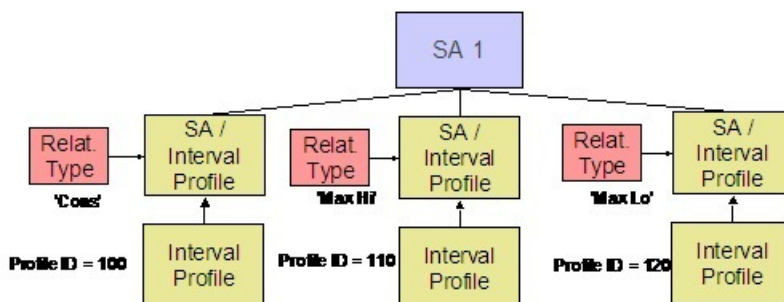 SA 1
Relat.
Type
'Cons'
SA /
Interval
Profile
Relat.
Type
'Max Hi'
SA /
Interval
Profile
Relat.
Type
'Max Lo'
SA /
Interval
Profile
Profile ID = 100
Interval
Profile
Profile ID = 110
Interval
Profile
Profile ID = 120
Interval
Profile